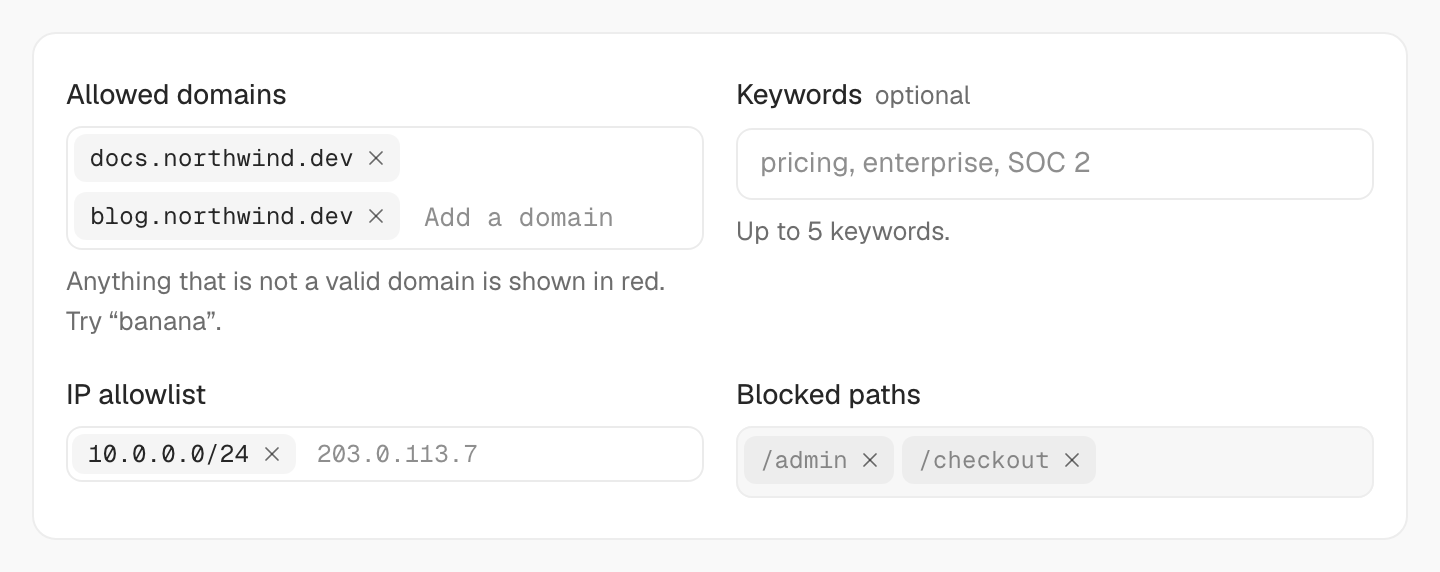 Allowed domains
docs.northwind.dev
blog.northwind.dev Add a domain
Anything that is not a valid domain is shown in red.
Try “banana”.
Keywords optional
pricing, enterprise, SOC 2
Up to 5 keywords.
IP allowlist
10.0.0.0/24 203.0.113.7
Blocked paths
/admin /checkout